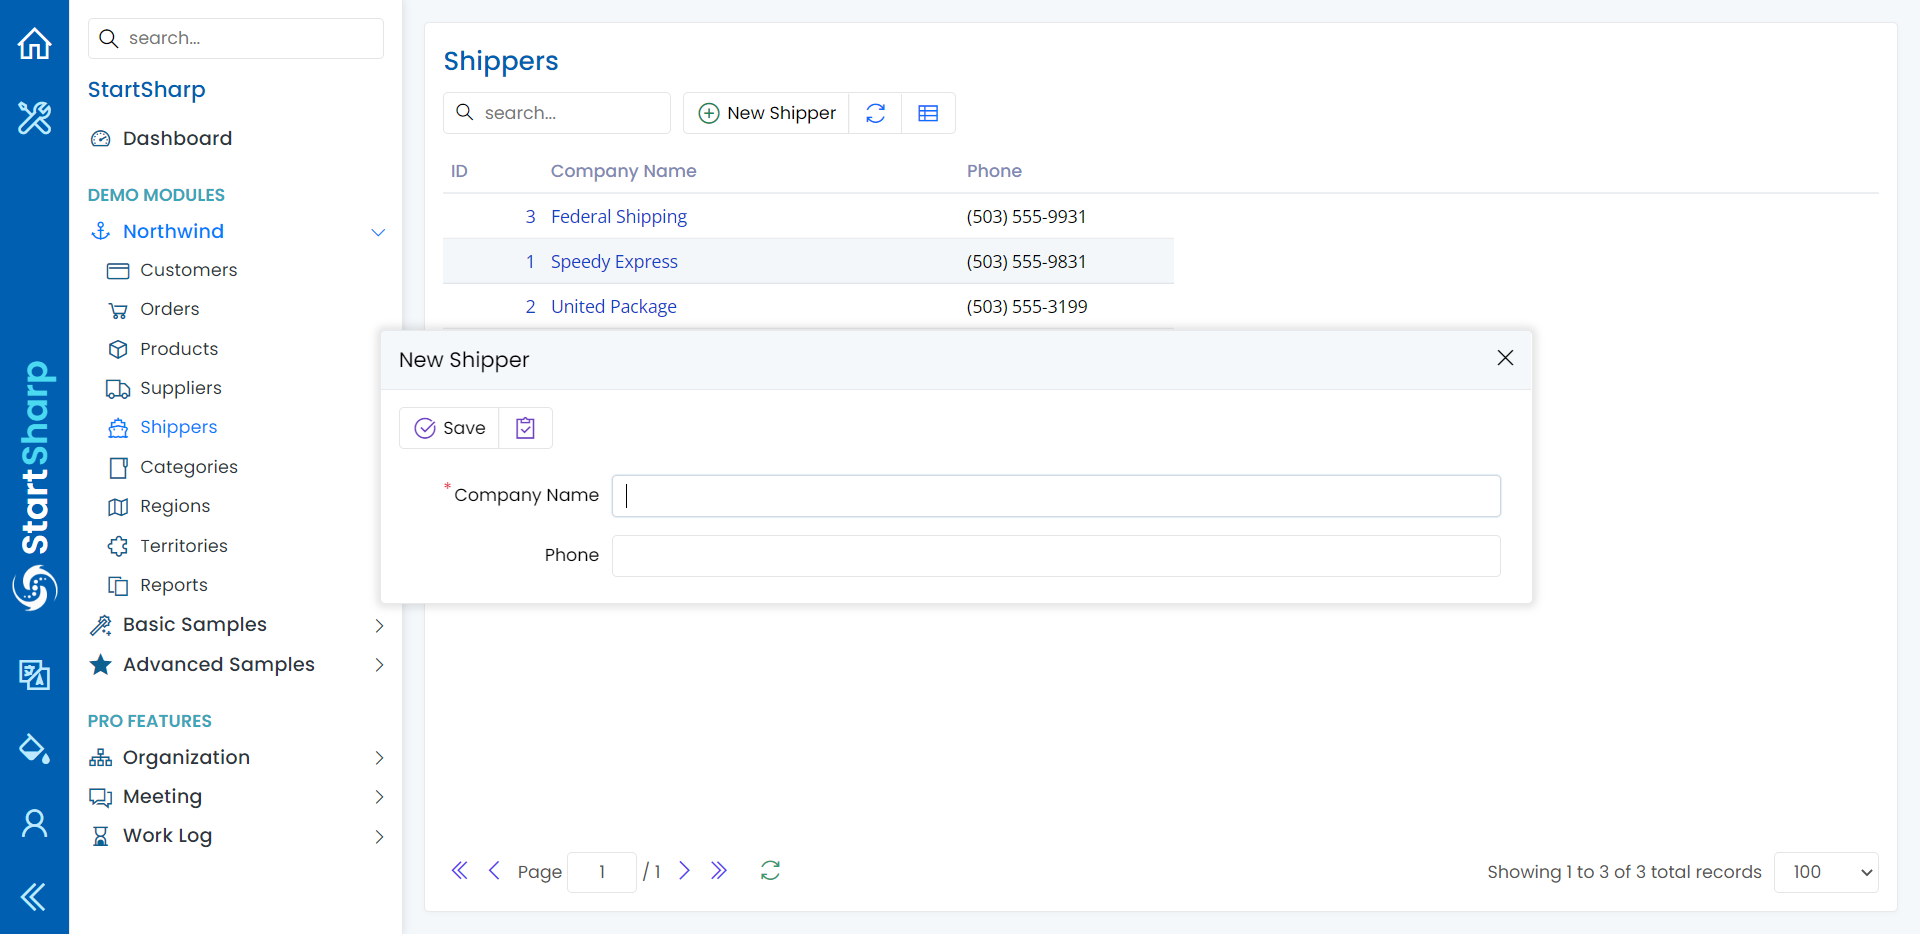 search...
StartSharp
Dashboard
DEMO MODULES
Northwind
Customers
Orders
Products
Suppliers
Shippers
Categories
Regions
Territories
Reports
Basic Samples
Advanced Samples
PRO FEATURES
Organization
Meeting
Work Log
StartSharp
Shippers
search...
New Shipper
ID Company Name Phone
3 Federal Shipping (503) 555-9931
1 Speedy Express (503) 555-9831
2 United Package (503) 555-3199
New Shipper
Save
* Company Name
Phone
Page 1 / 1
Showing 1 to 3 of 3 total records 100